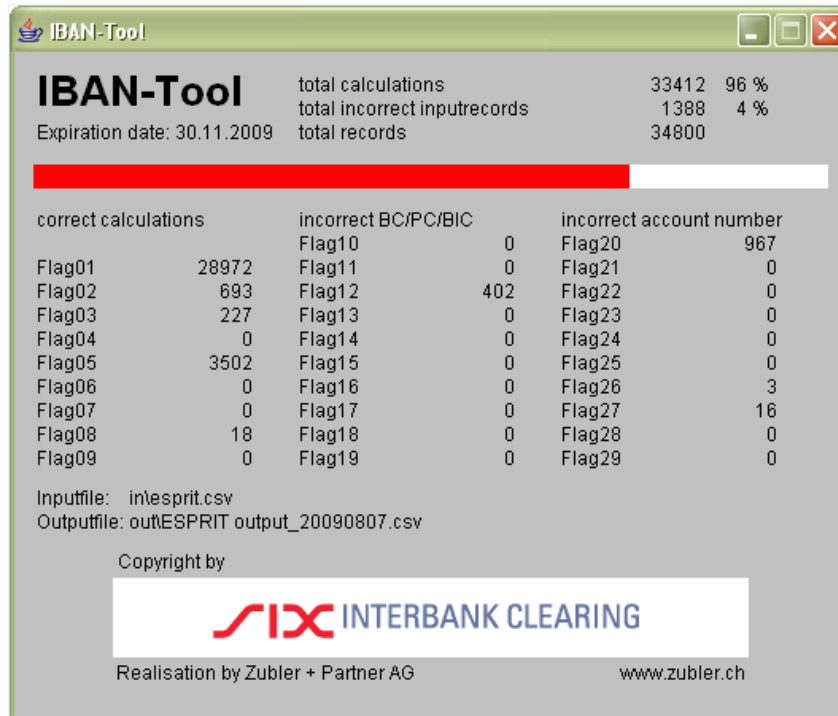 IBAN-Tool
IBAN-Tool
Expiration date: 30.11.2009
total calculations 33412 96 %
total incorrect inputrecords 1388 4 %
total records 34800
correct calculations
Flag01 28972
Flag02 693
Flag03 227
Flag04 0
Flag05 3502
Flag06 0
Flag07 0
Flag08 18
Flag09 0
incorrect BC/PC/BIC
Flag10 0
Flag11 0
Flag12 402
Flag13 0
Flag14 0
Flag15 0
Flag16 0
Flag17 0
Flag18 0
Flag19 0
incorrect account number
Flag20 967
Flag21 0
Flag22 0
Flag23 0
Flag24 0
Flag25 0
Flag26 3
Flag27 16
Flag28 0
Flag29 0
Inputfile: in\esprit.csv
Outputfile: out\ESPRIT output_20090807.csv
Copyright by
SIX INTERBANK CLEARING
Realisation by Zubler + Partner AG www.zubler.ch